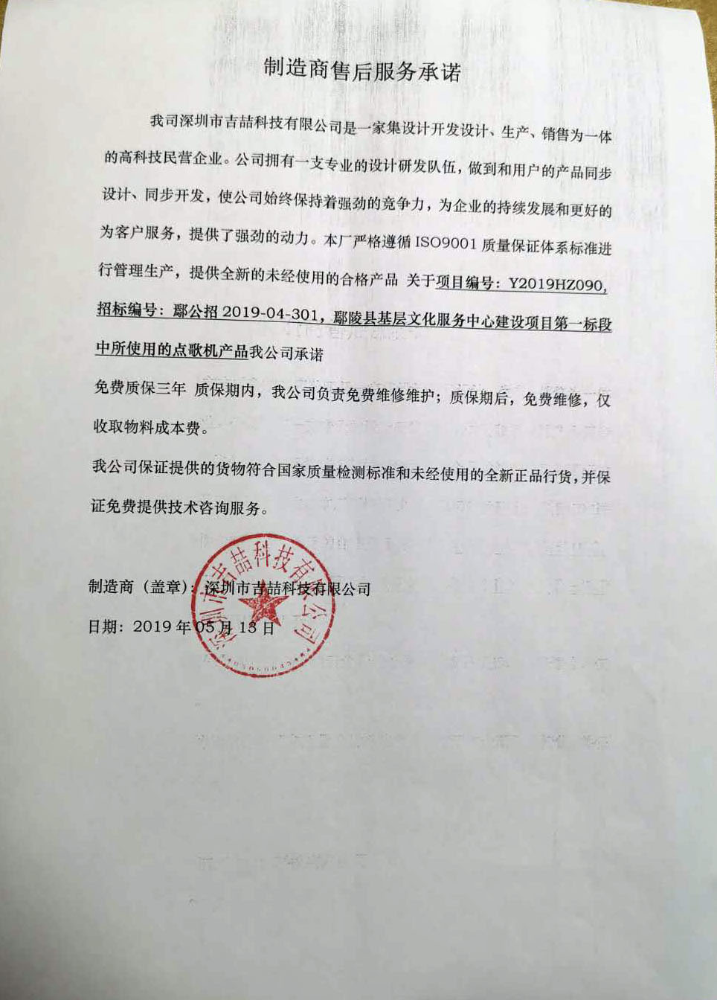 制造商售后服务承诺
我司深圳市吉喆科技有限公司是一家集设计开发设计、生产、销售为一体
的高科技民营企业。公司拥有一支专业的设计研发队伍，做到和用户的产品同步
设计、同步开发，使公司始终保持着强劲的竞争力，为企业的持续发展和更好的
为客户服务，提供了强劲的动力。本厂严格遵循 ISO9001 质量保证体系标准进
行管理生产，提供全新的未经使用的合格产品 关于项目编号：Y2019HZ090,
招标编号：鄢公招 2019-04-301，鄢陵县基层文化服务中心建设项目第一标段
中所使用的点歌机产品我公司承诺
免费质保三年 质保期内，我公司负责免费维修维护；质保期后，免费维修，仅
收取物料成本费。
我公司保证提供的货物符合国家质量检测标准和未经使用的全新正品行货,并保
证免费提供技术咨询服务。
制造商（盖章）：深圳市吉喆科技有限公司
日期：2019 年 05 月 13 日
深圳市吉喆科技有限公司